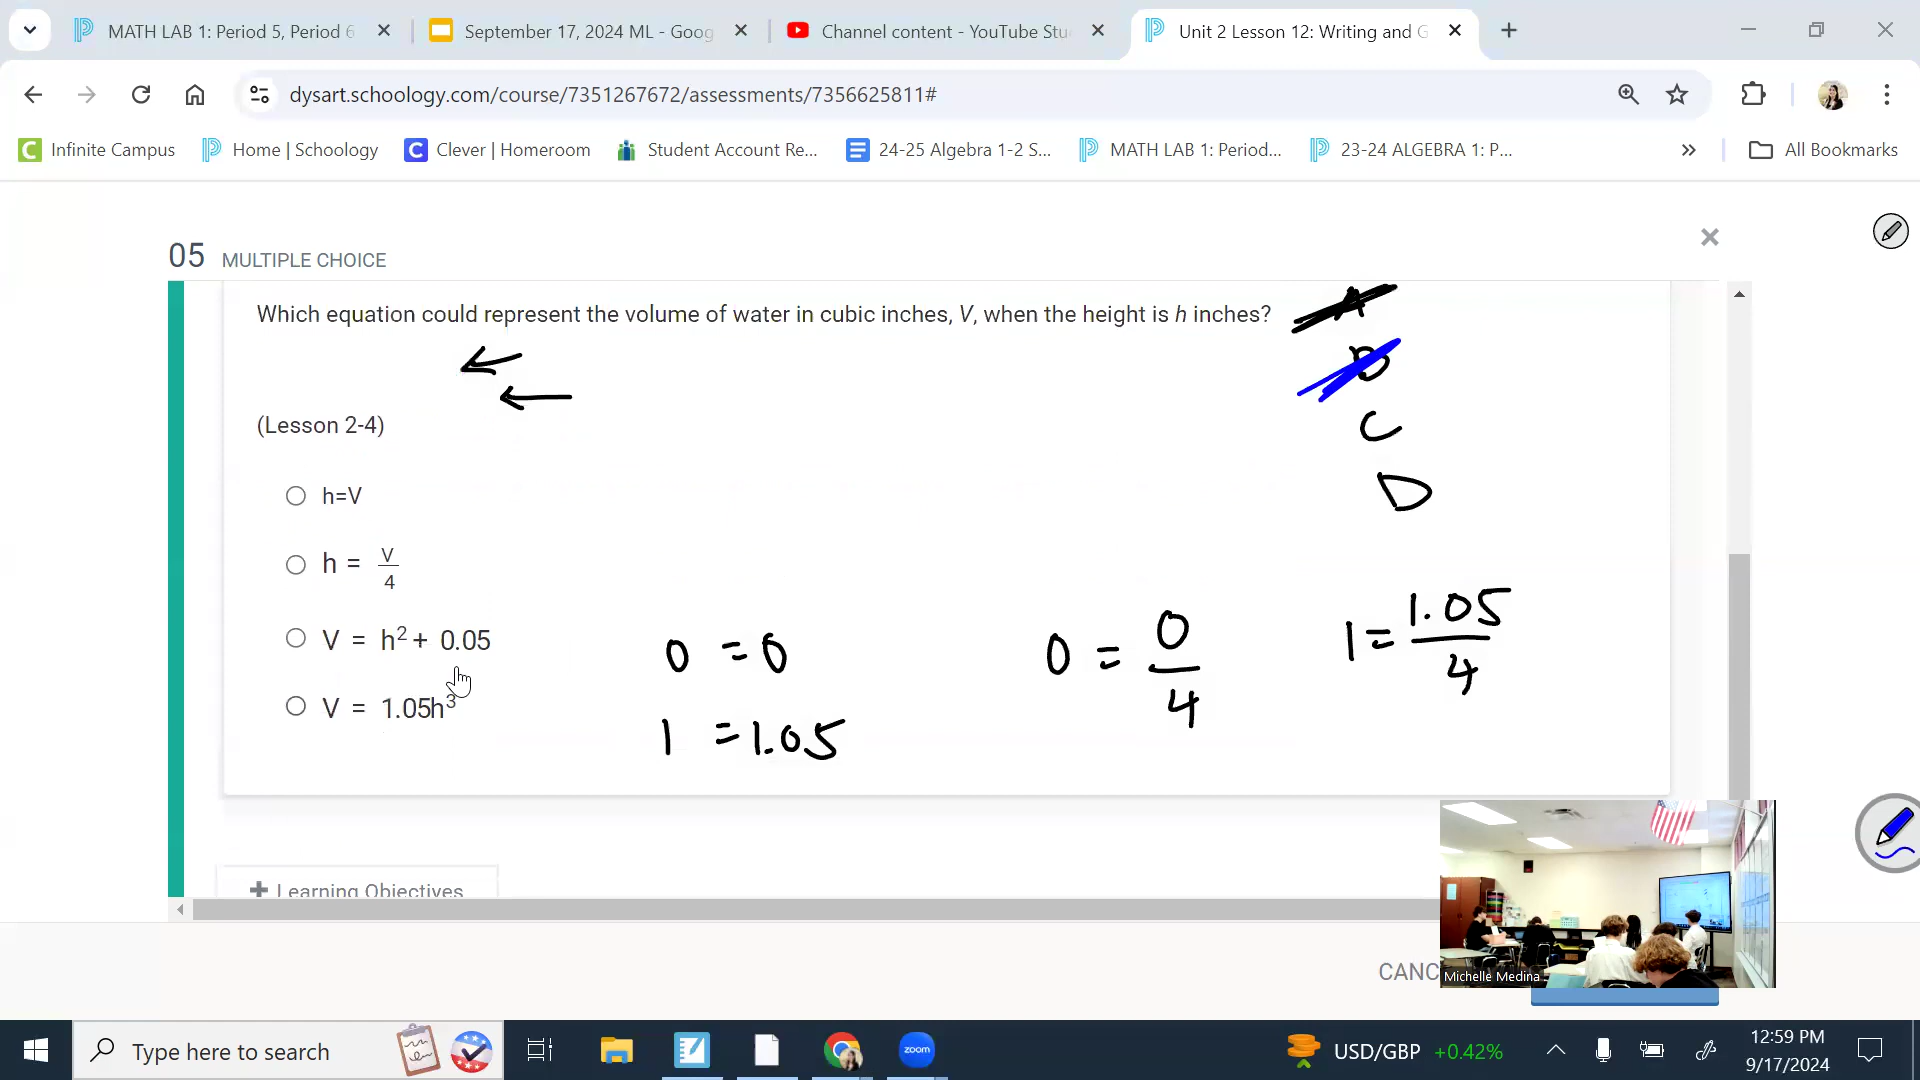 MATH LAB 1: Period 5, Period 6
September 17, 2024 ML - Goog
Channel content - YouTube Stu
Unit 2 Lesson 12: Writing and G
dysart.schoology.com/course/7351267672/assessments/7356625811#
Infinite Campus
Home | Schoology
Clever | Homeroom
Student Account Re...
24-25 Algebra 1-2 S...
MATH LAB 1: Period...
23-24 ALGEBRA 1: P...
All Bookmarks
05 MULTIPLE CHOICE
Which equation could represent the volume of water in cubic inches, V, when the height is h inches?
A
C
D
(Lesson 2-4)
h=V
h = V/4
V = h² + 0.05
V = 1.05h³
0 = 0
1 = 1.05
0 = 0/4
1 = 1.05/4
Learning Objectives
CANC
Michelle Medina
Type here to search
zoom
USD/GBP +0.42%
12:59 PM
9/17/2024